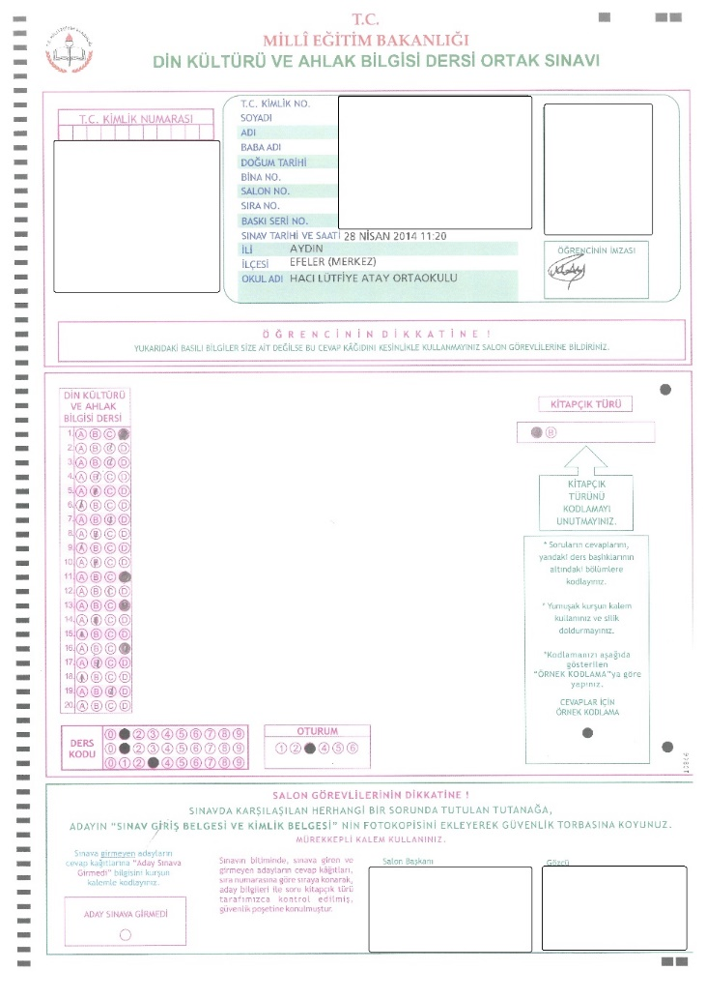 T.C.
MİLLÎ EĞİTİM BAKANLIĞI
DİN KÜLTÜRÜ VE AHLAK BİLGİSİ DERSİ ORTAK SINAVI
T.C. KİMLİK NUMARASI
T.C. KİMLİK NO.
SOYADI
ADI
BABA ADI
DOĞUM TARİHİ
BİNA NO.
SALON NO.
SIRA NO.
BASKI SERİ NO.
SINAV TARİHİ VE SAATİ 28 NİSAN 2014 11:20
İLİ AYDIN
İLÇESİ EFELER (MERKEZ)
OKUL ADI HACI LÜTFİYE ATAY ORTAOKULU
ÖĞRENCİNİN İMZASI
ÖĞRENCİNİN DİKKATİNE !
YUKARIDAKİ BASILI BİLGİLER SİZE AİT DEĞİLSE BU CEVAP KÂĞIDINI KESİNLİKLE KULLANMAYINIZ SALON GÖREVLİLERİNE BİLDİRİNİZ.
DİN KÜLTÜRÜ
VE AHLAK
BİLGİSİ DERSİ
1. A B C
2. A B C D
3. A B C D
4. A B C D
5. A B C D
6. A B C D
7. A B C D
8. A B C D
9. A B C D
10. A B C D
11. A B C
12. A B C D
13. A B C
14. A B C D
15. A B C D
16. A B C
17. A B C D
18. A B C D
19. A B C D
20. A B C D
KİTAPÇIK TÜRÜ
B
KİTAPÇIK
TÜRÜNÜ
KODLAMAYI
UNUTMAYINIZ.
* Soruların cevaplarını,
yandaki ders başlıklarının
altındaki bölümlere
kodlayınız.
* Yumuşak kurşun kalem
kullanınız ve silik
doldurmayınız.
*Kodlamanızı aşağıda
gösterilen
"ÖRNEK KODLAMA"ya göre
yapınız.
CEVAPLAR İÇİN
ÖRNEK KODLAMA
DERS
KODU
0 2 3 4 5 6 7 8 9
0 2 3 4 5 6 7 8 9
0 1 2 4 5 6 7 8 9
OTURUM
1 2 4 5 6
SALON GÖREVLİLERİNİN DİKKATİNE !
SINAVDA KARŞILAŞILAN HERHANGİ BİR SORUNDA TUTULAN TUTANAĞA,
ADAYIN "SINAV GİRİŞ BELGESİ VE KİMLİK BELGESİ" NİN FOTOKOPİSİNİ EKLEYEREK GÜVENLİK TORBASINA KOYUNUZ.
MÜREKKEPLİ KALEM KULLANINIZ.
Sınava girmeyen adayların
cevap kağıtlarına "Aday Sınava
Girmedi" bilgisini kurşun
kalemle kodlayınız.
ADAY SINAVA GİRMEDİ
Sınavın bitiminde, sınava giren ve
girmeyen adayların cevap kâğıtları,
sıra numarasına göre sıraya konarak,
aday bilgileri ile soru kitapçık türü
tarafımızca kontrol edilmiş,
güvenlik poşetine konulmuştur.
Salon Başkanı
Gözcü